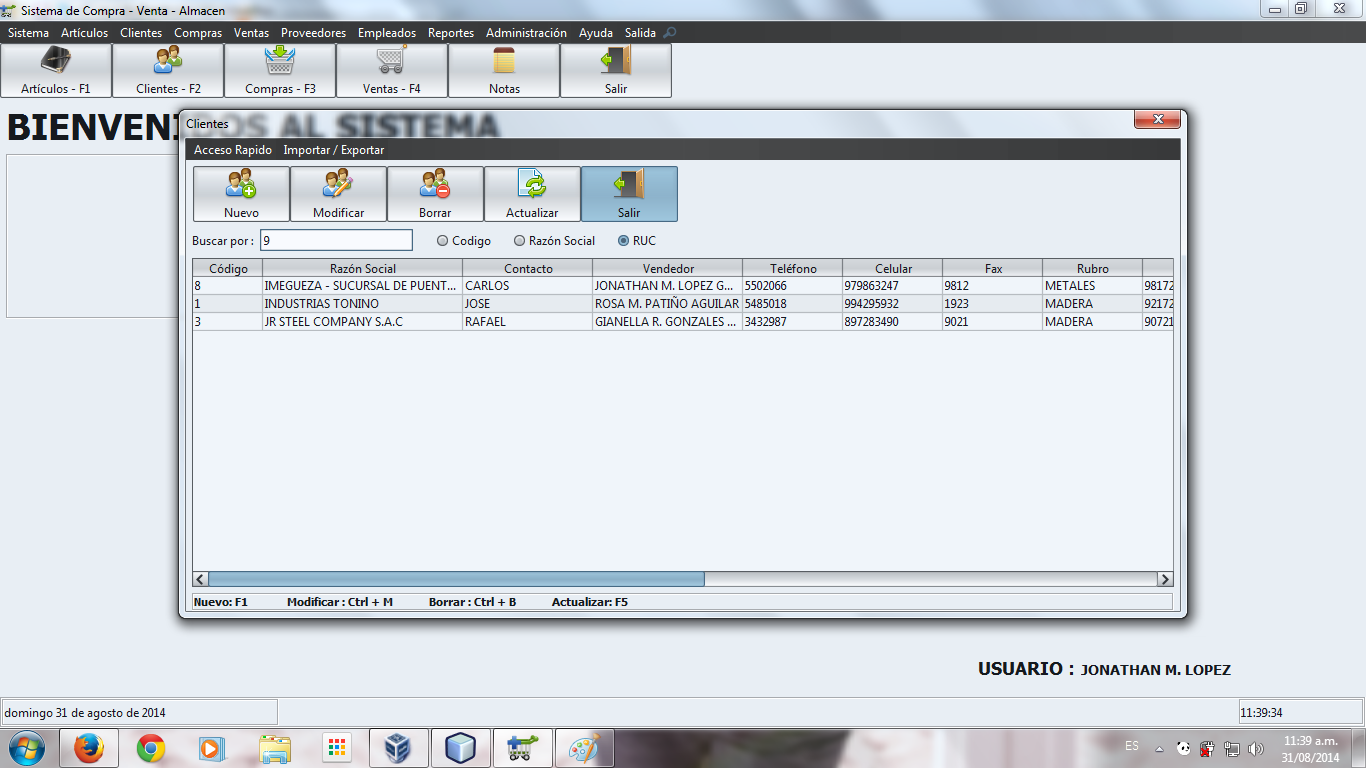 Sistema de Compra - Venta - Almacen
Sistema Artículos Clientes Compras Ventas Proveedores Empleados Reportes Administración Ayuda Salida
Artículos - F1 Clientes - F2 Compras - F3 Ventas - F4 Notas Salir
BIENVENIDOS AL SISTEMA
Clientes
Acceso Rapido Importar / Exportar
Nuevo Modificar Borrar Actualizar Salir
Buscar por : 9 Codigo Razón Social RUC
Código Razón Social Contacto Vendedor Teléfono Celular Fax Rubro
8 IMEGUEZA - SUCURSAL DE PUENT... CARLOS JONATHAN M. LOPEZ G... 5502066 979863247 9812 METALES 98172
1 INDUSTRIAS TONINO JOSE ROSA M. PATIÑO AGUILAR 5485018 994295932 1923 MADERA 92172
3 JR STEEL COMPANY S.A.C RAFAEL GIANELLA R. GONZALES ... 3432987 897283490 9021 MADERA 90721
Nuevo: F1 Modificar : Ctrl + M Borrar : Ctrl + B Actualizar: F5
USUARIO : JONATHAN M. LOPEZ
domingo 31 de agosto de 2014 11:39:34
ES 11:39 a.m.
31/08/2014